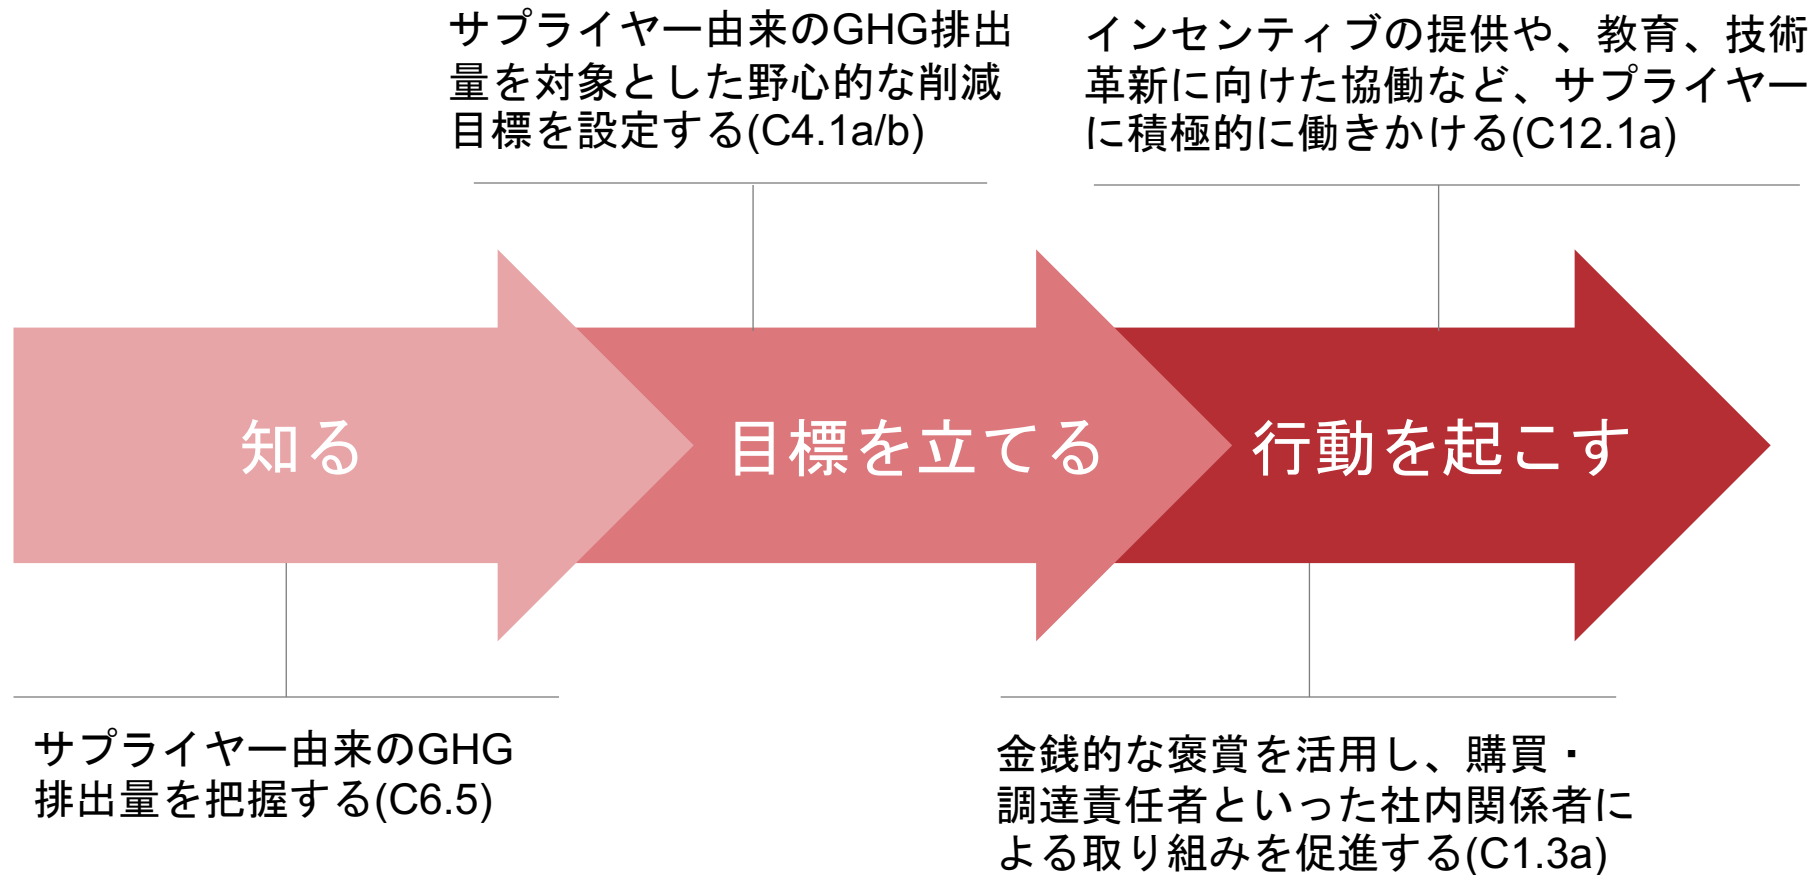 サプライヤー由来のGHG排出
量を対象とした野心的な削減
目標を設定する(C4.1a/b)
インセンティブの提供や、教育、技術
革新に向けた協働など、サプライヤー
に積極的に働きかける(C12.1a)
知る
目標を立てる
行動を起こす
サプライヤー由来のGHG
排出量を把握する(C6.5)
金銭的な褒賞を活用し、購買・
調達責任者といった社内関係者に
よる取り組みを促進する(C1.3a)